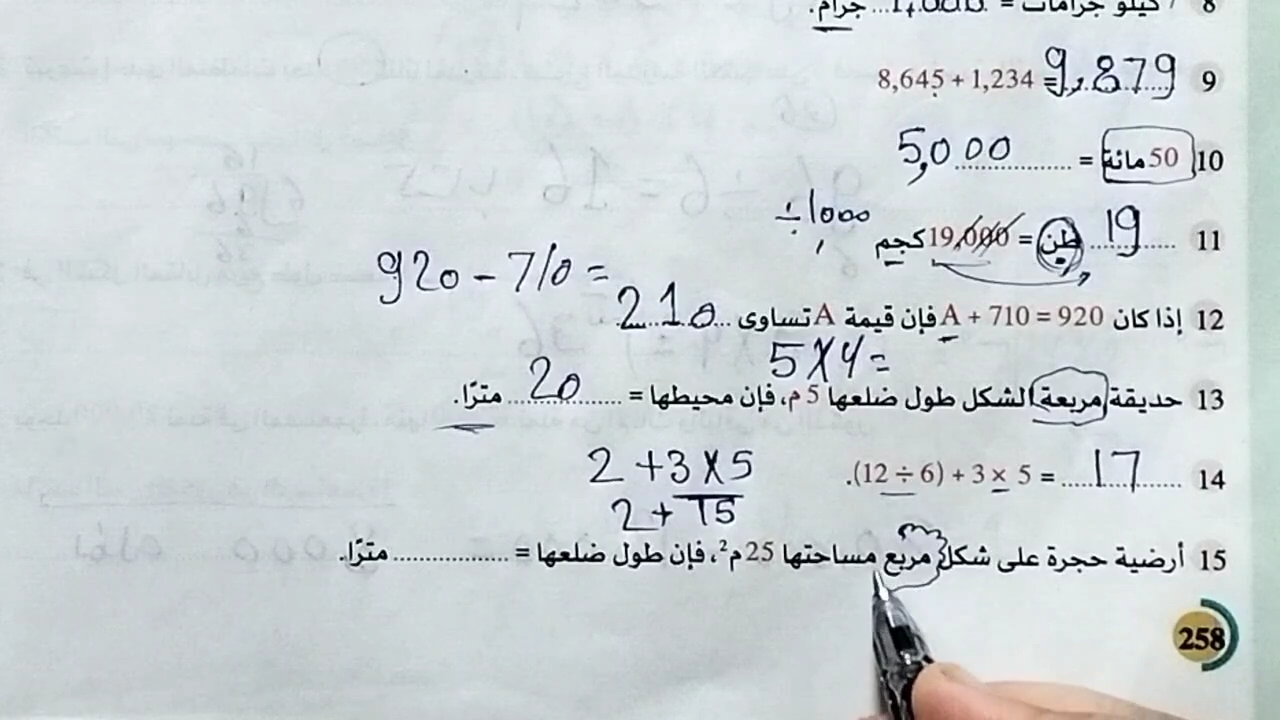 8 كيلو جرامات = ... جرام.
9 8,645 + 1,234 = 9,879
10 50 مائة = 5,000
÷ 1000
11 19 طن = 19,000 كجم
920 - 710 =
12 إذا كان A + 710 = 920 فإن قيمة A تساوى 210
5 X 4 =
13 حديقة مربعة الشكل طول ضلعها 5 م، فإن محيطها = 20 مترًا.
14 (12 ÷ 6) + 3 × 5 = 17.
2 + 3 X 5
2 + 15
15 أرضية حجرة على شكل مربع مساحتها 25 م²، فإن طول ضلعها = ............... مترًا.
258